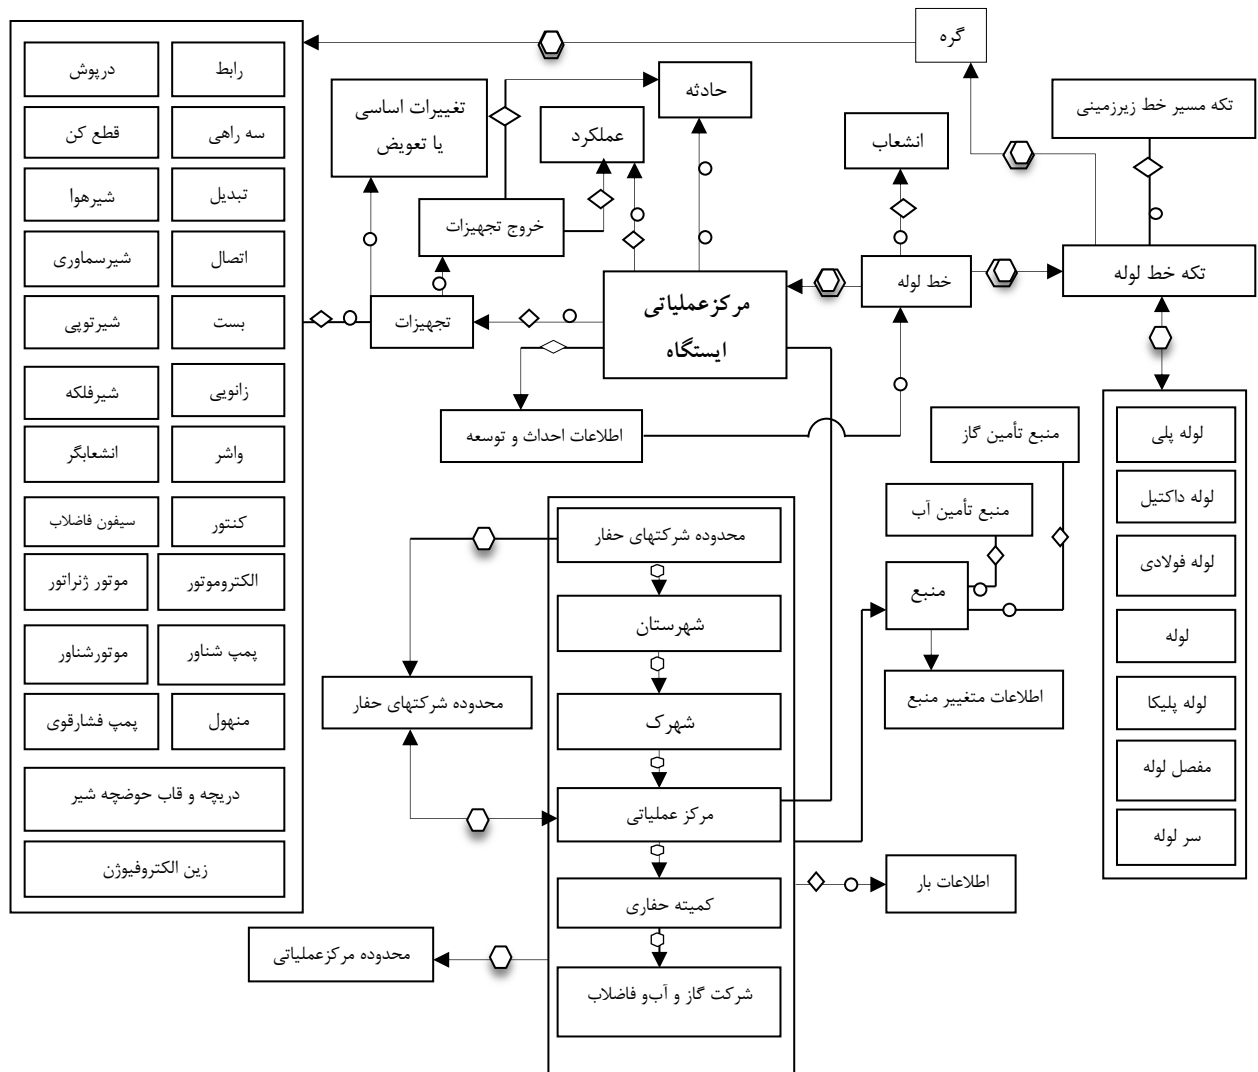 گره
رابط
درپوش
سه راهی
قطع کن
تبدیل
شیرهوا
اتصال
شیرسماوری
بست
شیرتوپی
زانویی
شیرفلکه
واشر
انشعابگر
کنتور
سیفون فاضلاب
الکتروموتور
موتور ژنراتور
پمپ شناور
موتورشناور
منهول
پمپ فشارقوی
دریچه و قاب حوضچه شیر
زین الکتروفیوژن
تغییرات اساسی
یا تعویض
حادثه
عملکرد
خروج تجهیزات
تجهیزات
مرکزعملیاتی
ایستگاه
اطلاعات احداث و توسعه
انشعاب
خط لوله
تکه مسیر خط زیرزمینی
تکه خط لوله
لوله پلی
لوله داکتیل
لوله فولادی
لوله
لوله پلیکا
مفصل لوله
سر لوله
منبع تأمین گاز
منبع تأمین آب
منبع
اطلاعات متغییر منبع
محدوده شرکتهای حفار
شهرستان
شهرک
مرکز عملیاتی
کمیته حفاری
شرکت گاز و آب‌و فاضلاب
محدوده شرکتهای حفار
محدوده مرکزعملیاتی
اطلاعات بار